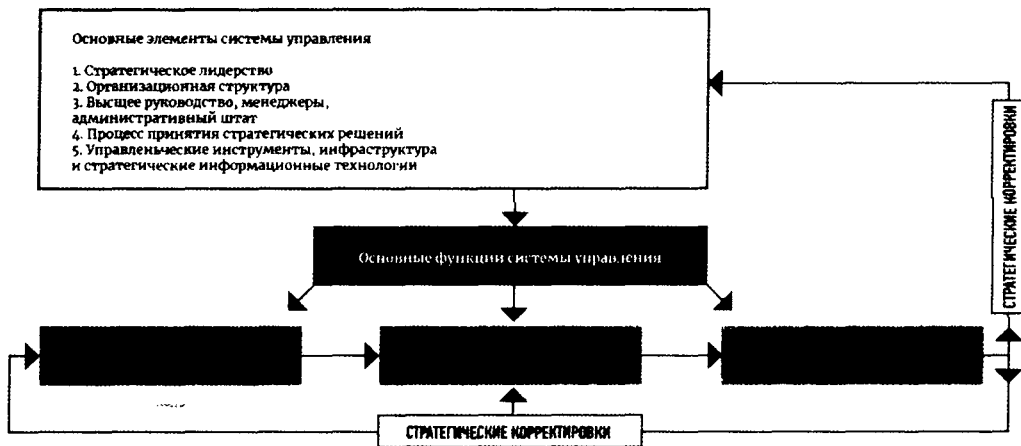 Основные элементы системы управления
1. Стратегическое лидерство
2. Организационная структура
3. Высшее руководство, менеджеры,
административный штат
4. Процесс принятия стратегических решений
5. Управленьческие инструменты, инфраструктура
и стратегические информационные технологии
СТРАТЕГИЧЕСКИЕ КОРРЕКТИРОВКИ
Основные функции системы управления
СТРАТЕГИЧЕСКИЕ КОРРЕКТИРОВКИ